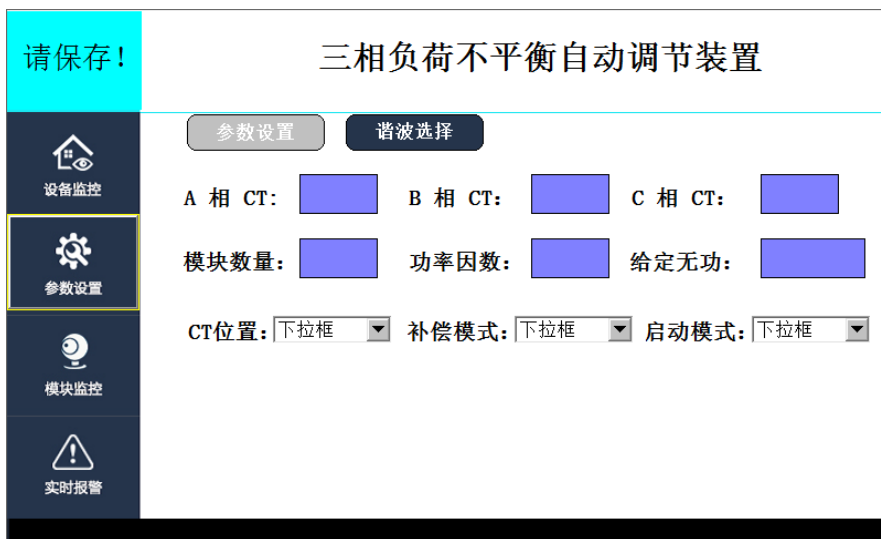 请保存!
三相负荷不平衡自动调节装置
参数设置 谐波选择
设备监控
A 相 CT: B 相 CT: C 相 CT:
模块数量: 功率因数: 给定无功:
参数设置
CT位置: 下拉框 补偿模式: 下拉框 启动模式: 下拉框
模块监控
实时报警